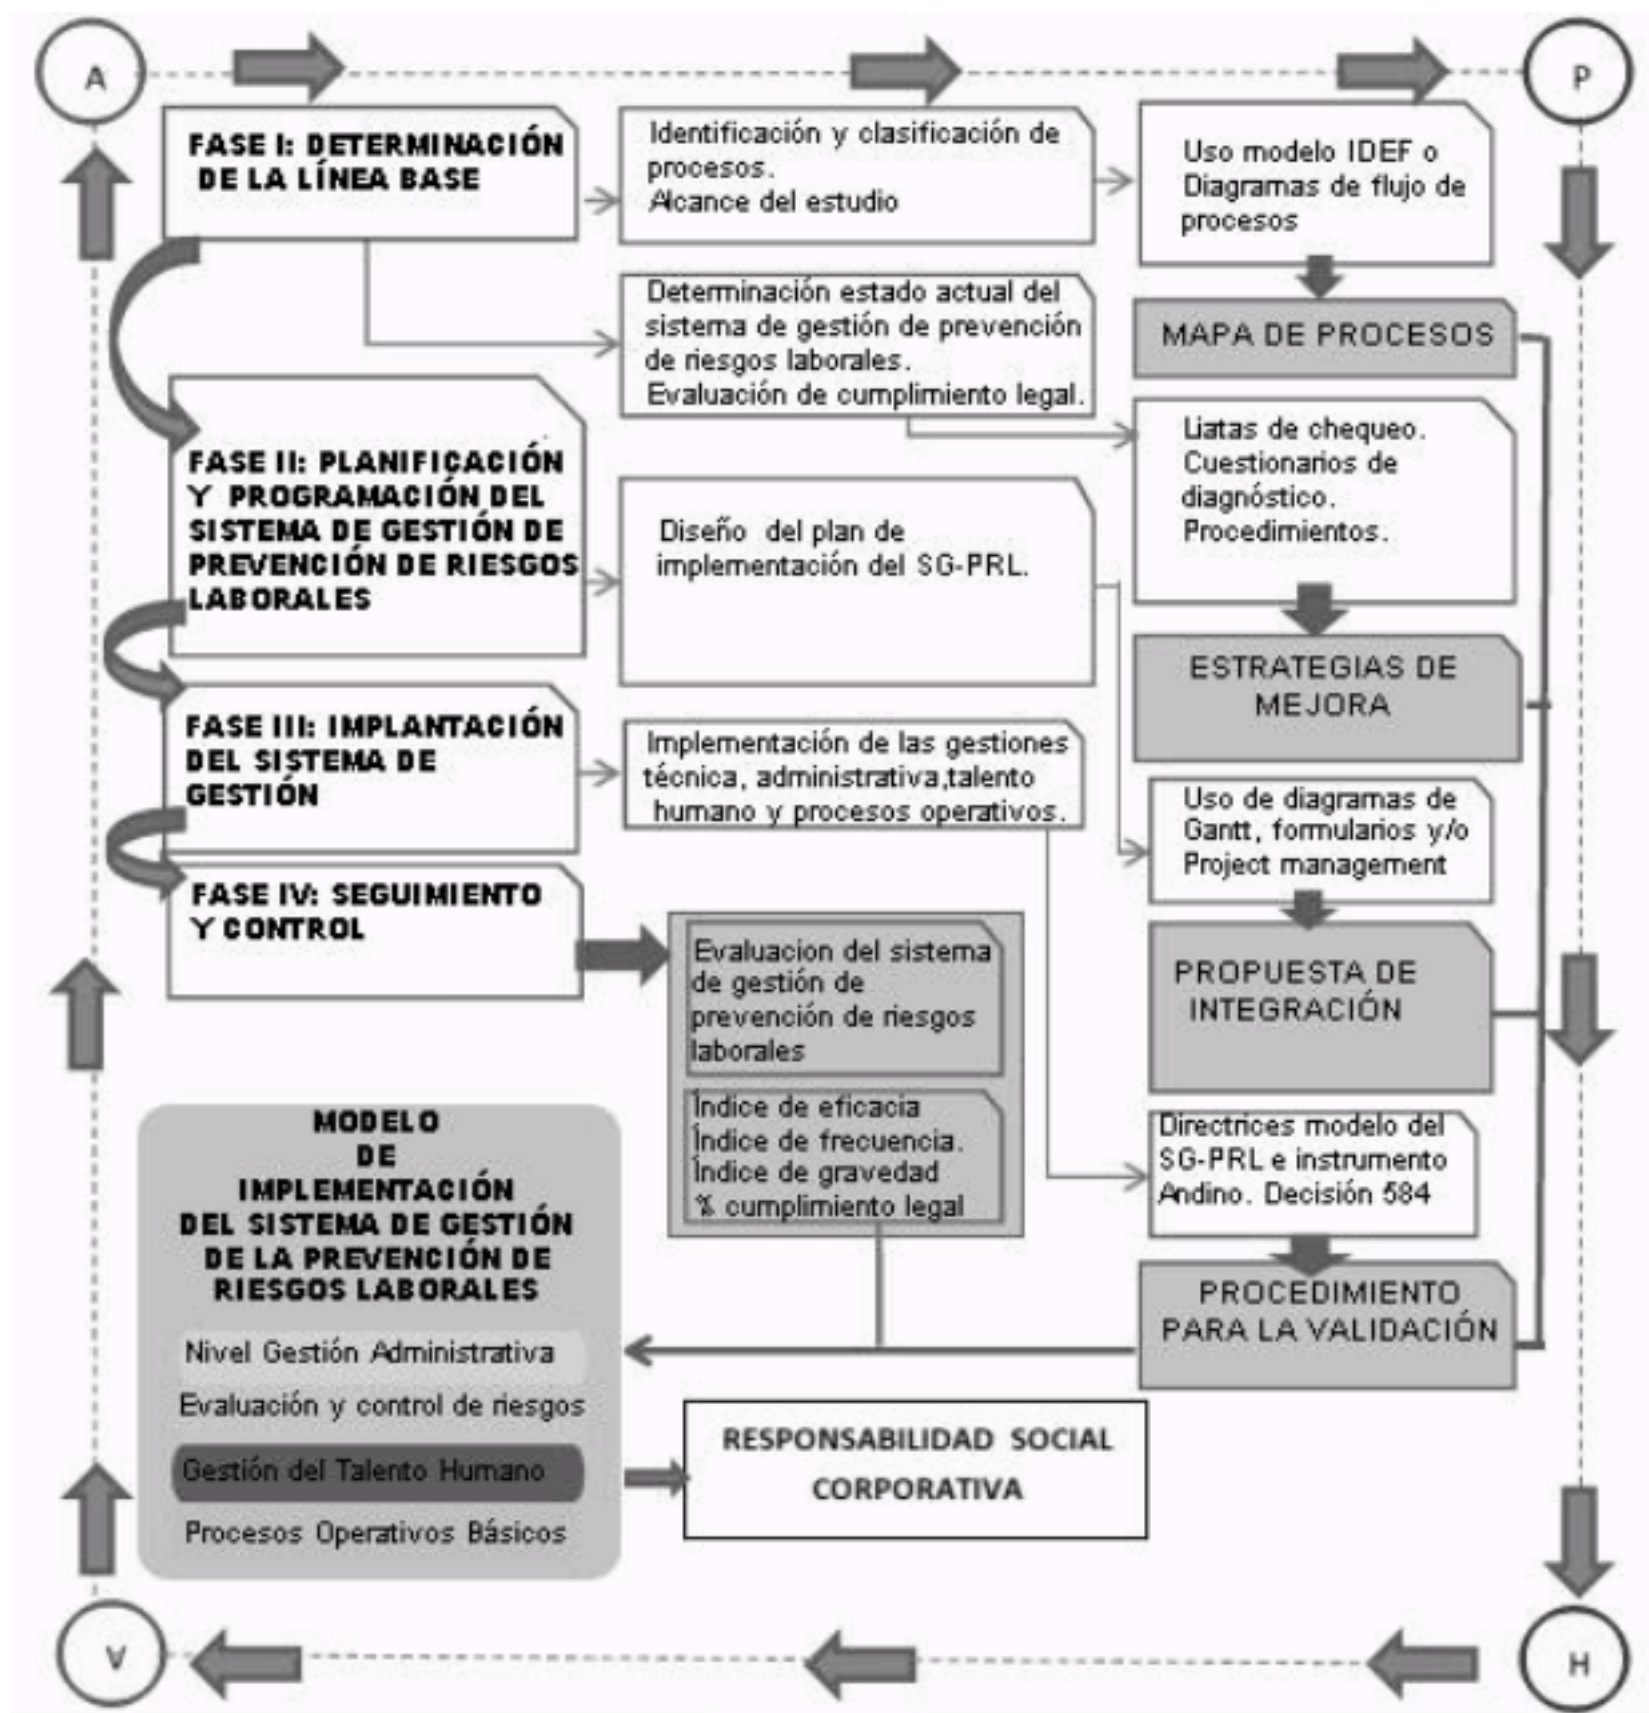 A
P
FASE I: DETERMINACIÓN
DE LA LÍNEA BASE
Identificación y clasificación de
procesos.
Alcance del estudio
Uso modelo IDEF o
Diagramas de flujo de
procesos
Determinación estado actual del
sistema de gestión de prevención
de riesgos laborales.
Evaluación de cumplimiento legal.
MAPA DE PROCESOS
Liatas de chequeo.
Cuestionarios de
diagnóstico.
Procedimientos.
FASE II: PLANIFICACIÓN
Y PROGRAMACIÓN DEL
SISTEMA DE GESTIÓN DE
PREVENCIÓN DE RIESGOS
LABORALES
Diseño del plan de
implementación del SG-PRL.
ESTRATEGIAS DE
MEJORA
FASE III: IMPLANTACIÓN
DEL SISTEMA DE
GESTIÓN
Implementación de las gestiones
técnica, administrativa,talento
humano y procesos operativos.
Uso de diagramas de
Gantt, formularios y/o
Project management
FASE IV: SEGUIMIENTO
Y CONTROL
Evaluacion del sistema
de gestión de
prevención de riesgos
laborales
PROPUESTA DE
INTEGRACIÓN
Índice de eficacia
Índice de frecuencia.
Índice de gravedad
% cumplimiento legal
Directrices modelo del
SG-PRL e instrumento
Andino. Decisión 584
MODELO
DE
IMPLEMENTACIÓN
DEL SISTEMA DE GESTIÓN
DE LA PREVENCIÓN DE
RIESGOS LABORALES
PROCEDIMIENTO
PARA LA VALIDACIÓN
Nivel Gestión Administrativa
Evaluación y control de riesgos
Gestión del Talento Humano
Procesos Operativos Básicos
RESPONSABILIDAD SOCIAL
CORPORATIVA
V
H